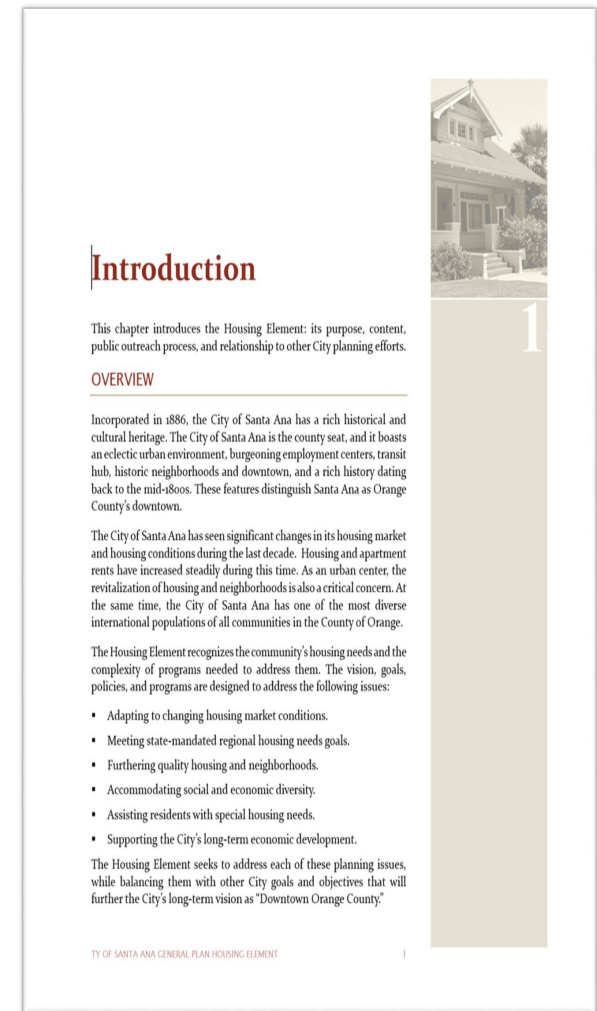 Introduction
1
This chapter introduces the Housing Element: its purpose, content,
public outreach process, and relationship to other City planning efforts.
OVERVIEW
Incorporated in 1886, the City of Santa Ana has a rich historical and
cultural heritage. The City of Santa Ana is the county seat, and it boasts
an eclectic urban environment, burgeoning employment centers, transit
hub, historic neighborhoods and downtown, and a rich history dating
back to the mid-1800s. These features distinguish Santa Ana as Orange
County's downtown.
The City of Santa Ana has seen significant changes in its housing market
and housing conditions during the last decade. Housing and apartment
rents have increased steadily during this time. As an urban center, the
revitalization of housing and neighborhoods is also a critical concern. At
the same time, the City of Santa Ana has one of the most diverse
international populations of all communities in the County of Orange.
The Housing Element recognizes the community's housing needs and the
complexity of programs needed to address them. The vision, goals,
policies, and programs are designed to address the following issues:
▪ Adapting to changing housing market conditions.
▪ Meeting state-mandated regional housing needs goals.
▪ Furthering quality housing and neighborhoods.
▪ Accommodating social and economic diversity.
▪ Assisting residents with special housing needs.
▪ Supporting the City's long-term economic development.
The Housing Element seeks to address each of these planning issues,
while balancing them with other City goals and objectives that will
further the City's long-term vision as "Downtown Orange County."
TY OF SANTA ANA GENERAL PLAN HOUSING ELEMENT 1